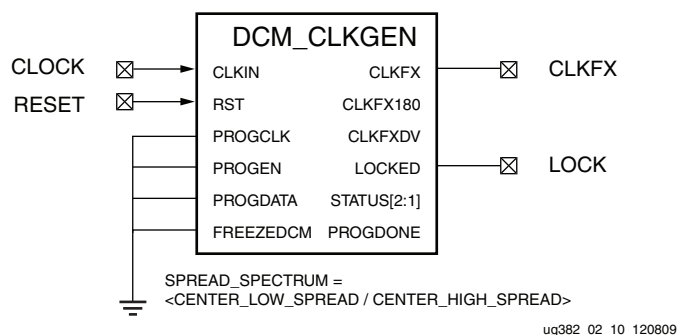 DCM_CLKGEN
CLOCK CLKIN CLKFX CLKFX
RESET RST CLKFX180
PROGCLK CLKFXDV
PROGEN LOCKED LOCK
PROGDATA STATUS[2:1]
FREEZEDCM PROGDONE
SPREAD_SPECTRUM =
<CENTER_LOW_SPREAD / CENTER_HIGH_SPREAD>
ug382_02_10_120809